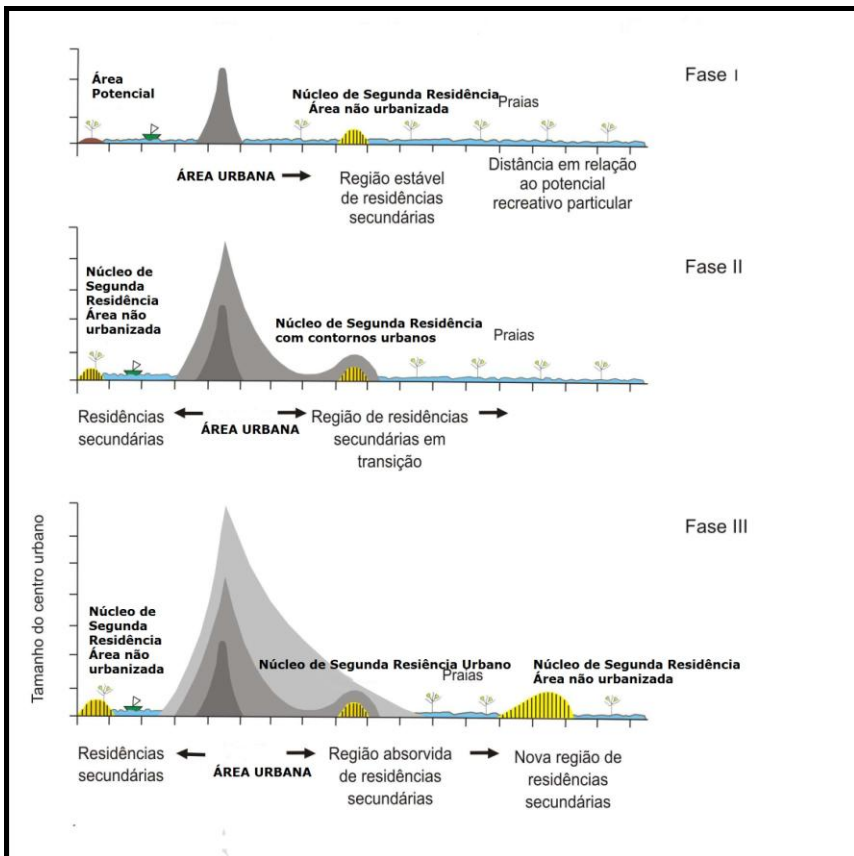 Fase I
Área
Potencial
Núcleo de Segunda Residência
Área não urbanizada
Praias
ÁREA URBANA
Região estável
de residências
secundárias
Distância em relação
ao potencial
recreativo particular
Fase II
Núcleo de
Segunda
Residência
Área não
urbanizada
Núcleo de Segunda Residência
com contornos urbanos
Praias
Residências
secundárias
ÁREA URBANA
Região de residências
secundárias em
transição
Fase III
Tamanho do centro urbano
Núcleo de
Segunda
Residência
Área não
urbanizada
Núcleo de Segunda Resiência Urbano
Praias
Núcleo de Segunda Residência
Área não urbanizada
Residências
secundárias
ÁREA URBANA
Região absorvida
de residências
secundárias
Nova região de
residências
secundárias